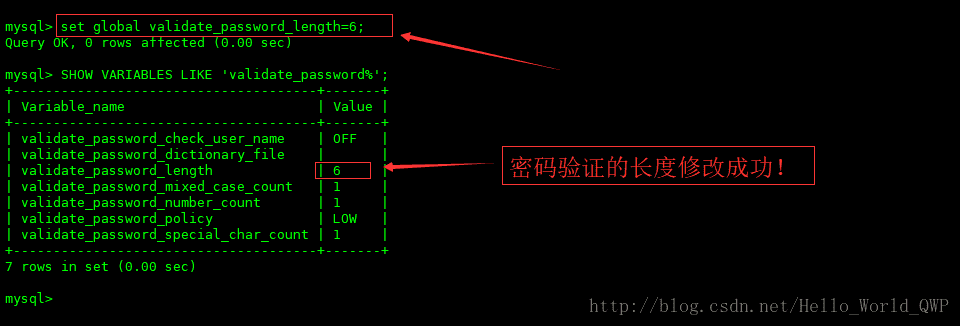 mysql> set global validate_password_length=6;
Query OK, 0 rows affected (0.00 sec)
mysql> SHOW VARIABLES LIKE 'validate_password%';
+--------------------------------------+-------+
| Variable_name                        | Value |
+--------------------------------------+-------+
| validate_password_check_user_name    | OFF   |
| validate_password_dictionary_file    |       |
| validate_password_length             | 6     |
| validate_password_mixed_case_count   | 1     |
| validate_password_number_count       | 1     |
| validate_password_policy             | LOW   |
| validate_password_special_char_count | 1     |
+--------------------------------------+-------+
7 rows in set (0.00 sec)
mysql>
密码验证的长度修改成功！
http://blog.csdn.net/Hello_World_QWP